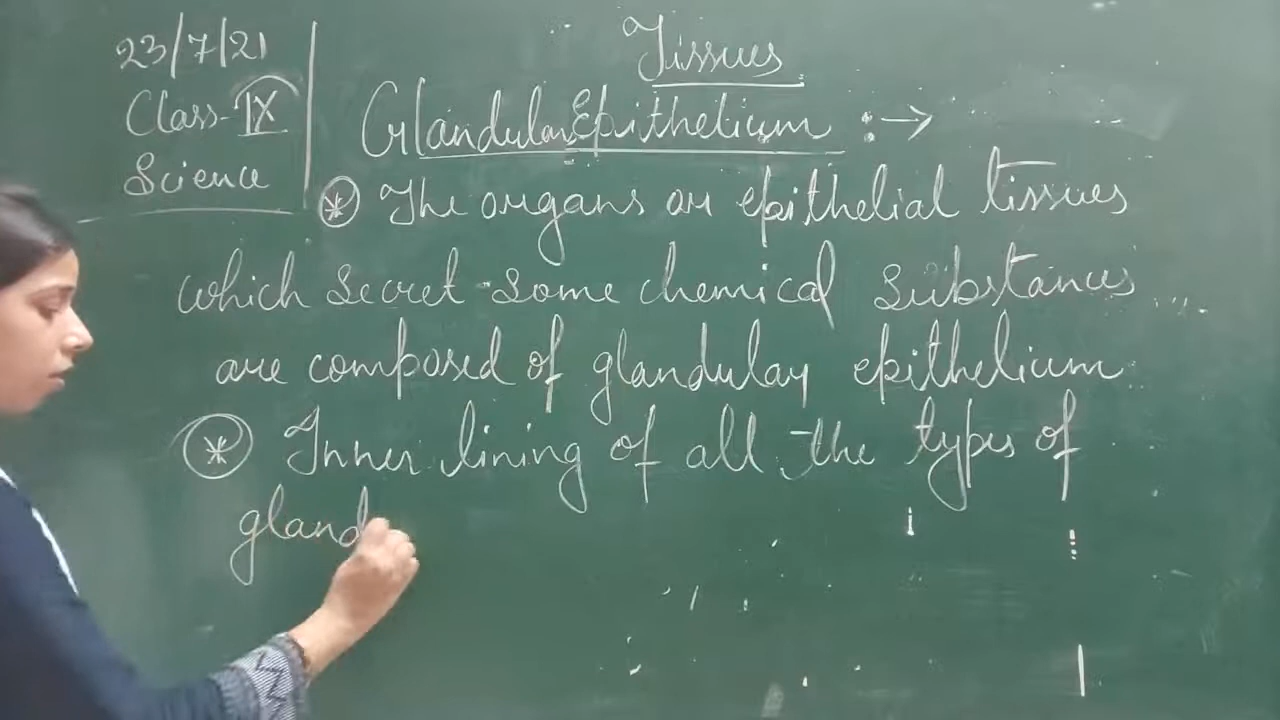 23/7/21
Class-IX
Science
Tissues
Glandular Epithelium :→
The organs or epithelial tissues
which secret some chemical substances
are composed of glandular epithelium
Inner lining of all the types of
gland